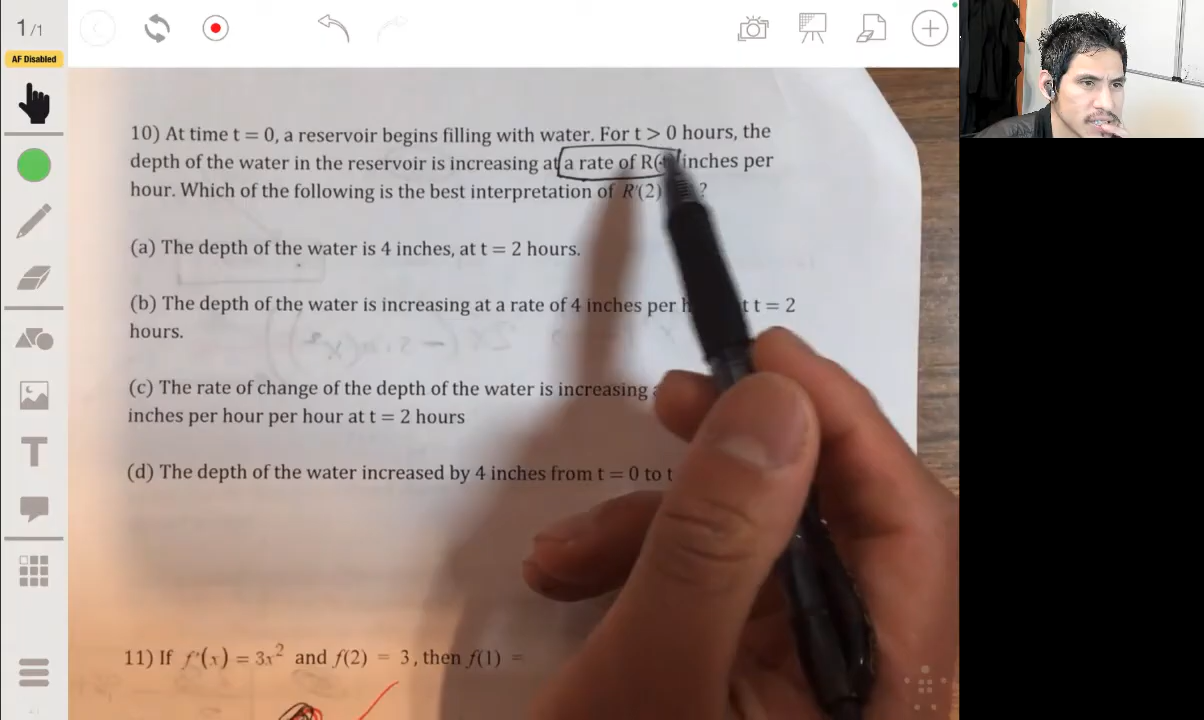 1/1
AF Disabled
10) At time t = 0, a reservoir begins filling with water. For t > 0 hours, the
depth of the water in the reservoir is increasing at a rate of R( inches per
hour. Which of the following is the best interpretation of R'(2) ?
(a) The depth of the water is 4 inches, at t = 2 hours.
(b) The depth of the water is increasing at a rate of 4 inches per t = 2
hours.
(c) The rate of change of the depth of the water is increasing
inches per hour per hour at t = 2 hours
(d) The depth of the water increased by 4 inches from t = 0 to t
11) If f'(x) = 3x² and f(2) = 3, then f(1) =
T